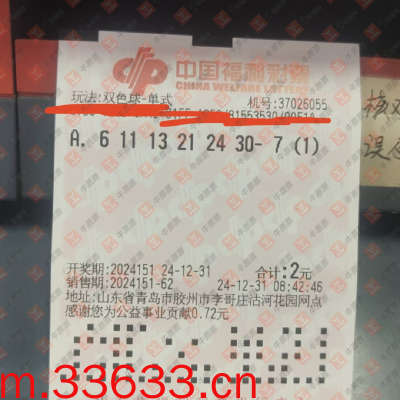 中国福利彩票
CHINA WELFARE LOTTERY
玩法:双色球-单式 机号:37026055
A. 6 11 13 21 24 30- 7 (1)
开奖期:2024151 24-12-31 合计:2元
销售期:2024151-62 24-12-31 08:42:46
地址:山东省青岛市胶州市李哥庄沽河花园网点
感谢您为公益事业贡献0.72元
m.33633.cn